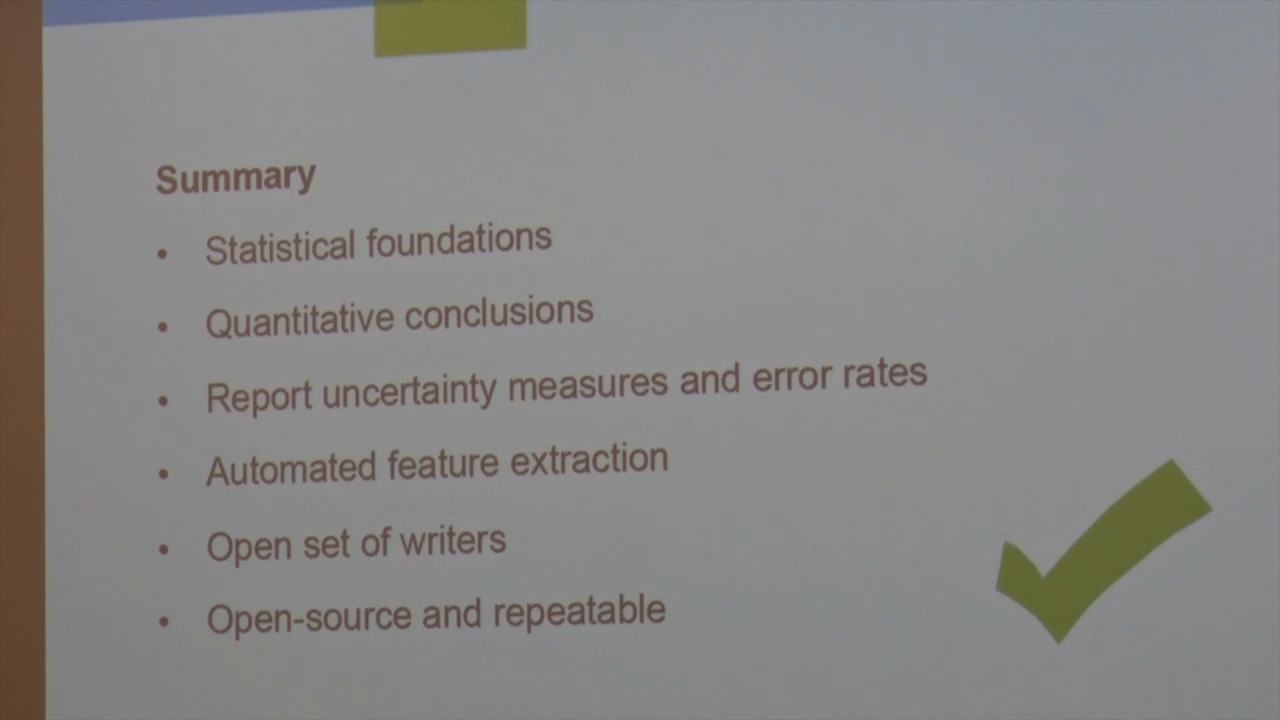 Summary
• Statistical foundations
• Quantitative conclusions
• Report uncertainty measures and error rates
• Automated feature extraction
• Open set of writers
• Open-source and repeatable